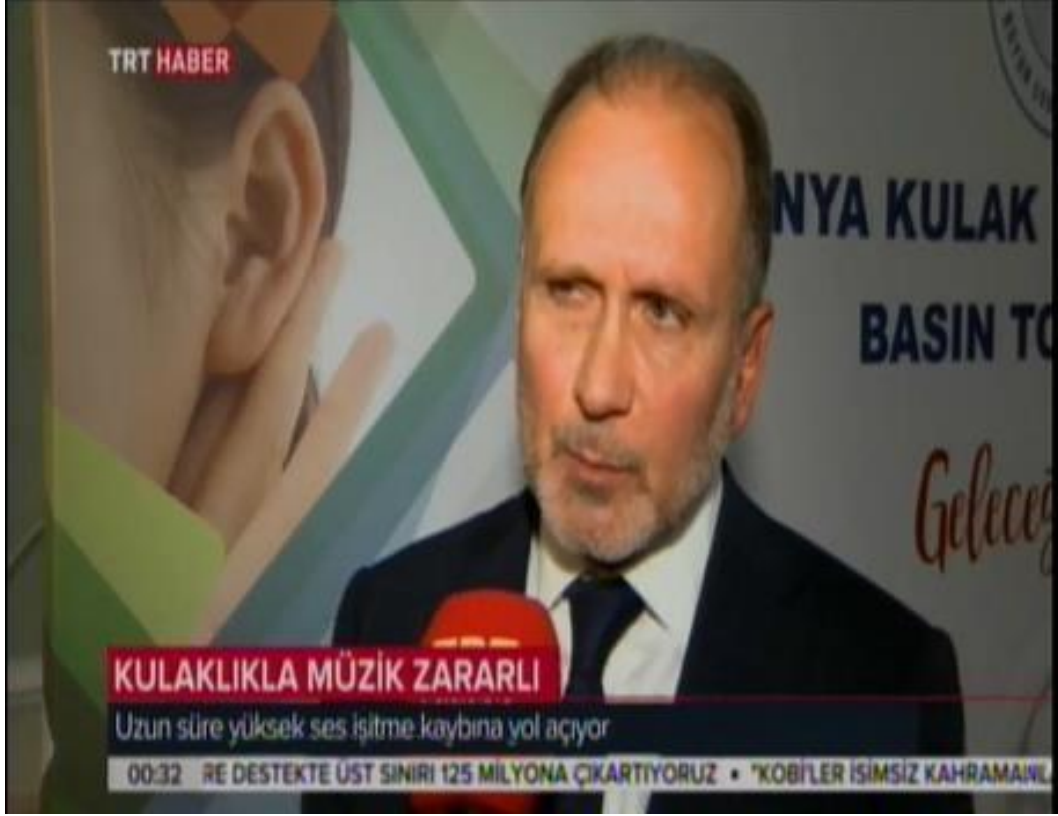 TRT HABER
NYA KULAK
BASIN TO
Geleceğ
KULAKLIKLA MÜZİK ZARARLI
Uzun süre yüksek ses işitme kaybına yol açıyor
00:32 RE DESTEKTE ÜST SINIRI 125 MİLYONA ÇIKARTIYORUZ • "KOBİ'LER İSİMSİZ KAHRAMANLA